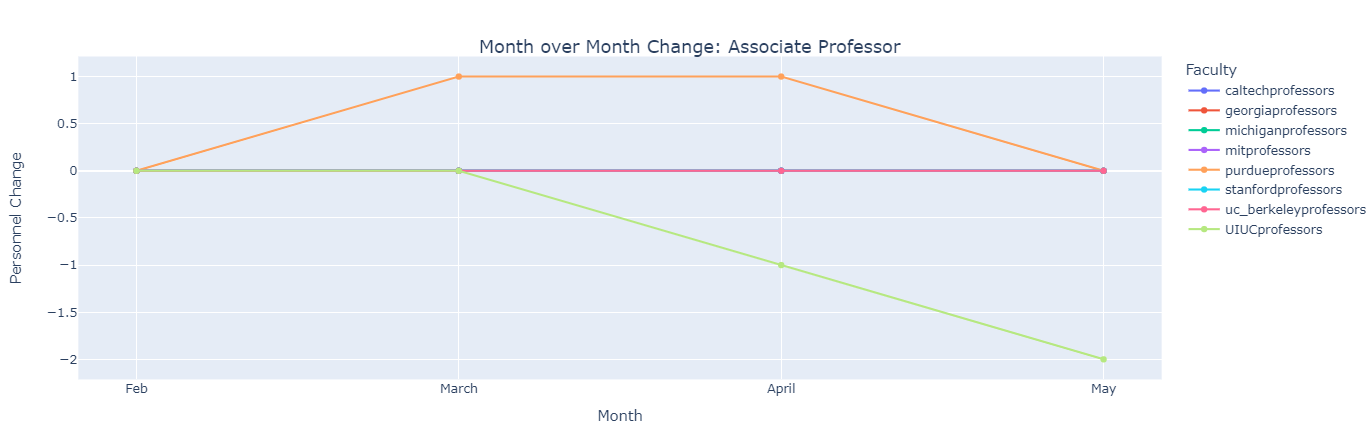 Month over Month Change: Associate Professor
Faculty
caltechprofessors
georgiaprofessors
michiganprofessors
mitprofessors
purdueprofessors
stanfordprofessors
uc_berkeleyprofessors
UIUCprofessors
Personnel Change
1
0.5
0
−0.5
−1
−1.5
−2
Feb
March
April
May
Month